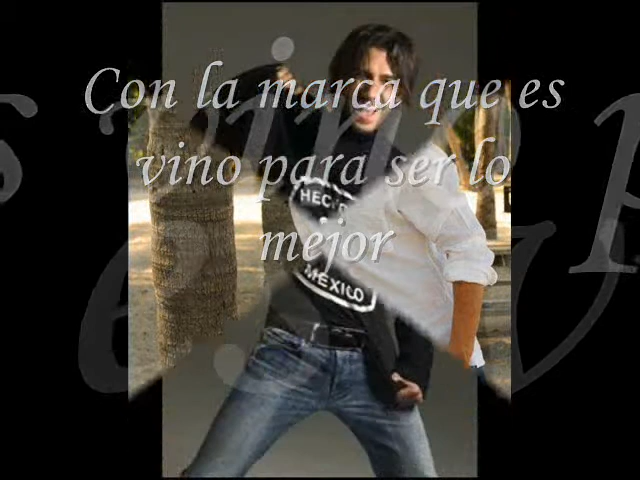 Con la marca que es
vino para ser lo
mejor
HECHO
MEXICO